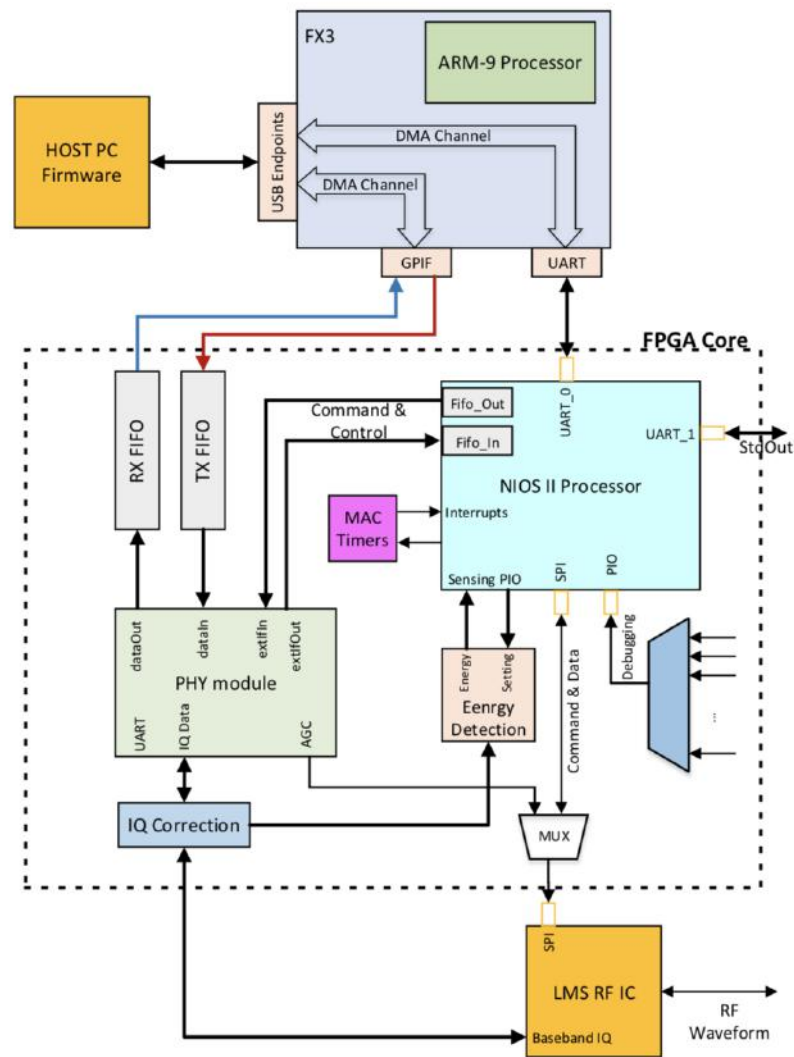 FX3
ARM-9 Processor
HOST PC
Firmware
USB Endpoints
DMA Channel
DMA Channel
GPIF
UART
FPGA Core
RX FIFO
TX FIFO
Command &
Control
Fifo_Out
Fifo_In
UART_0
UART_1
StdOut
NIOS II Processor
MAC
Timers
Interrupts
Sensing PIO
SPI
PIO
dataOut
dataIn
extIfIn
extIfOut
PHY module
UART
IQ Data
AGC
Energy
Setting
Eenrgy
Detection
Command & Data
Debugging
...
IQ Correction
MUX
SPI
LMS RF IC
Baseband IQ
RF
Waveform